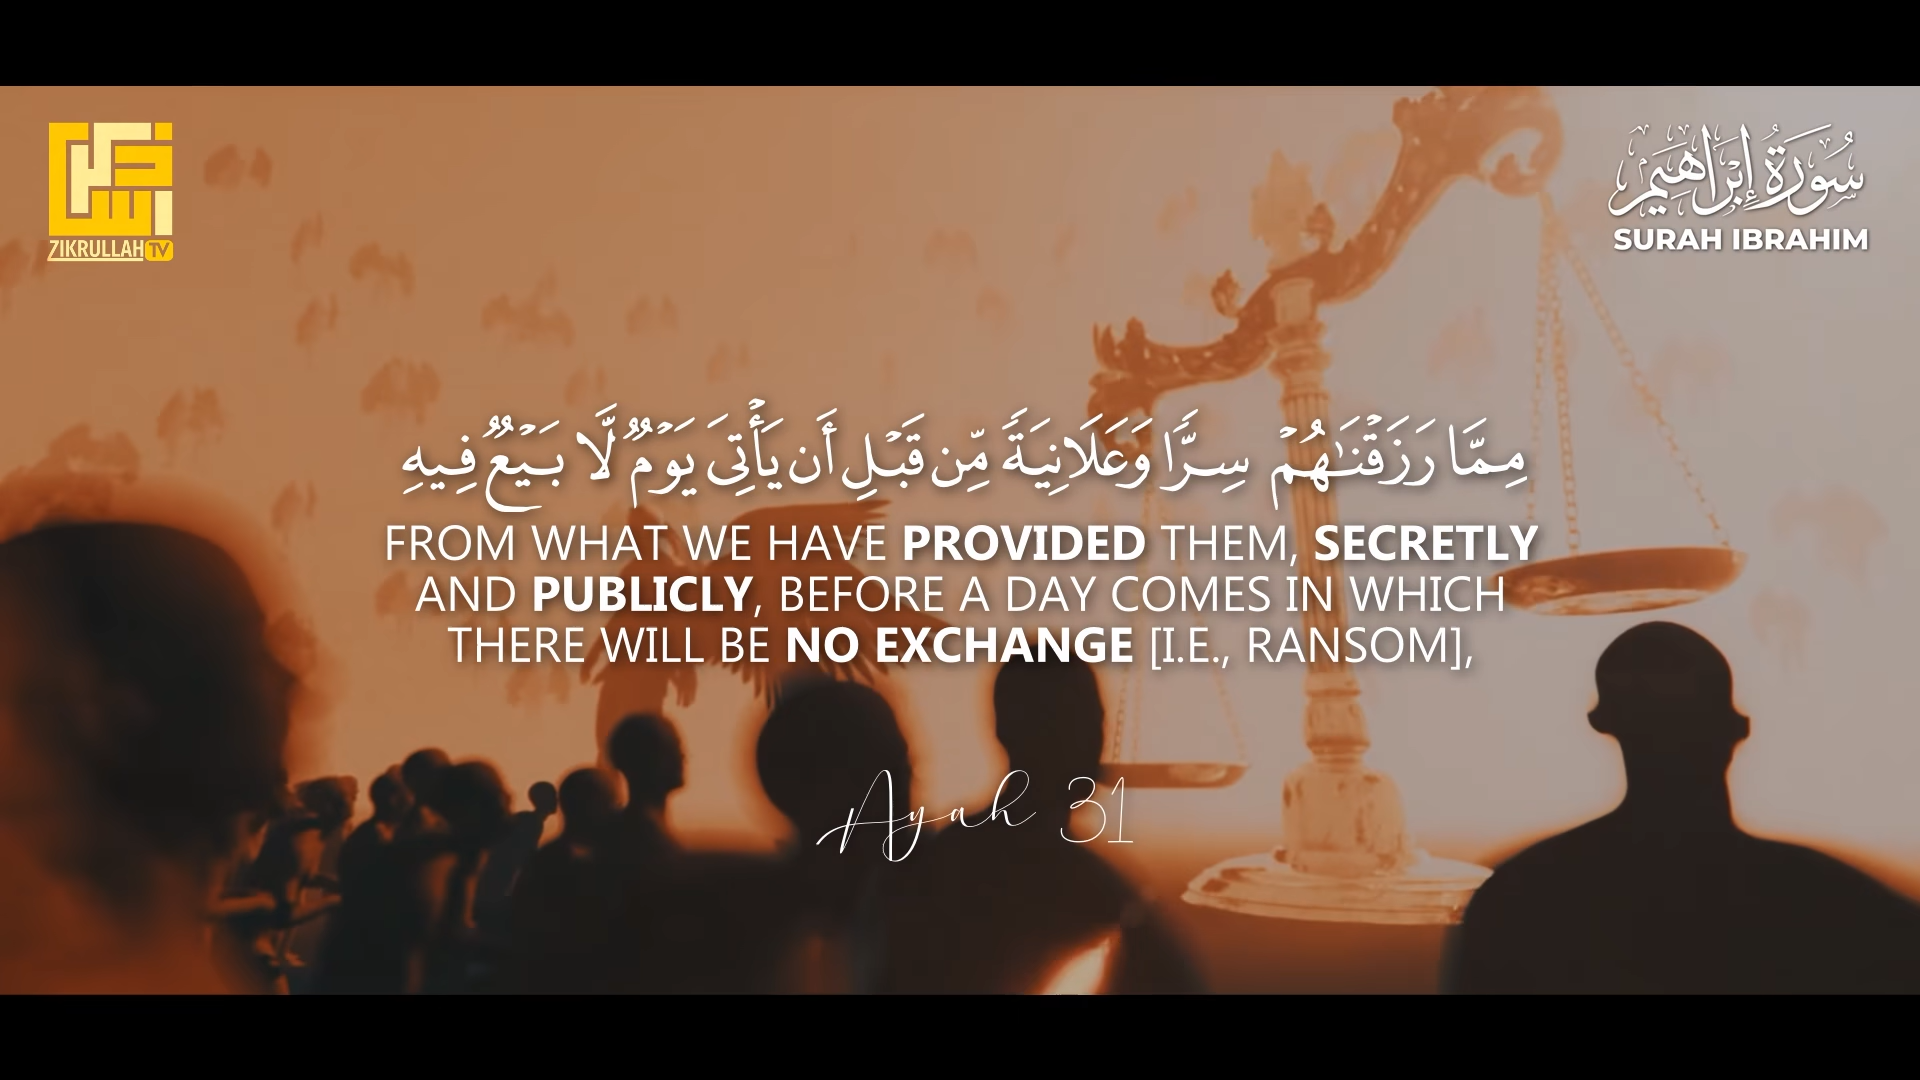 ZIKRULLAH TV
سُورَةُ إِبْرَاهِيم
SURAH IBRAHIM
مِمَّا رَزَقْنَٰهُمْ سِرًّا وَعَلَانِيَةً مِّن قَبْلِ أَن يَأْتِىَ يَوْمٌ لَّا بَيْعٌ فِيهِ
FROM WHAT WE HAVE PROVIDED THEM, SECRETLY
AND PUBLICLY, BEFORE A DAY COMES IN WHICH
THERE WILL BE NO EXCHANGE [I.E., RANSOM],
Ayah 31